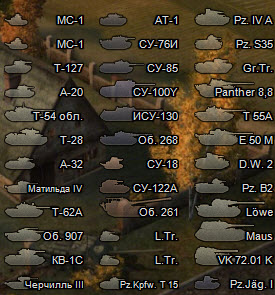 МС-1 АТ-1 Pz. IV A
МС-1 СУ-76И Pz. S35
Т-127 СУ-85 Gr.Tr.
А-20 СУ-100Y Panther 8,8
Т-54 обл. ИСУ-130 T 55A
Т-28 Об. 268 E 50 M
А-32 СУ-18 D.W. 2
Матильда IV СУ-122А Pz. B2
Т-62А Об. 261 Löwe
Об. 907 L.Tr. Maus
КВ-1С L.Tr. VK 72.01 K
Черчилль III Pz.Kpfw. T 15 Pz.Jäg. I